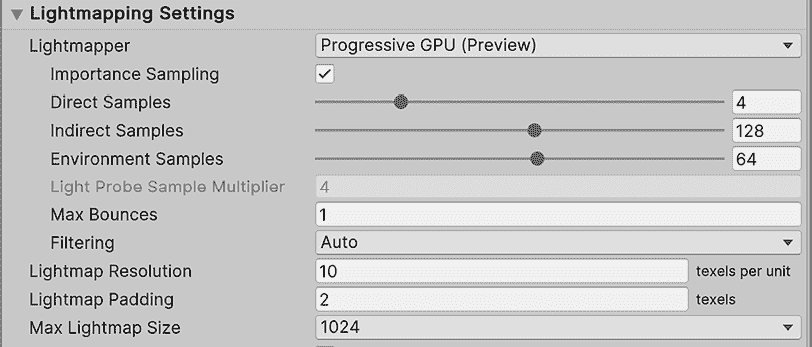 Lightmapping Settings
Lightmapper Progressive GPU (Preview)
Importance Sampling
Direct Samples 4
Indirect Samples 128
Environment Samples 64
Light Probe Sample Multiplier 4
Max Bounces 1
Filtering Auto
Lightmap Resolution 10 texels per unit
Lightmap Padding 2 texels
Max Lightmap Size 1024